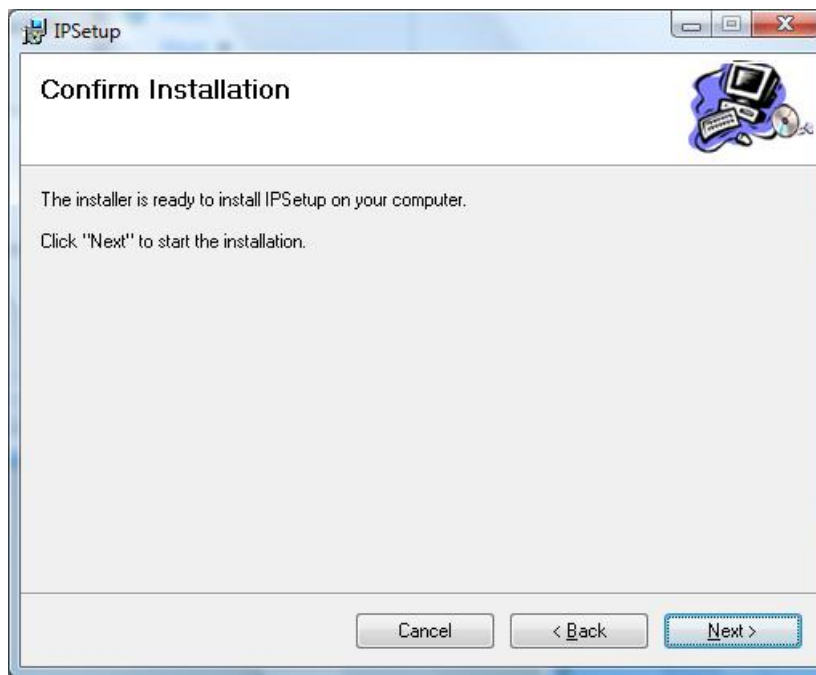 IPSetup
Confirm Installation
The installer is ready to install IPSetup on your computer.
Click "Next" to start the installation.
Cancel
< Back
Next >